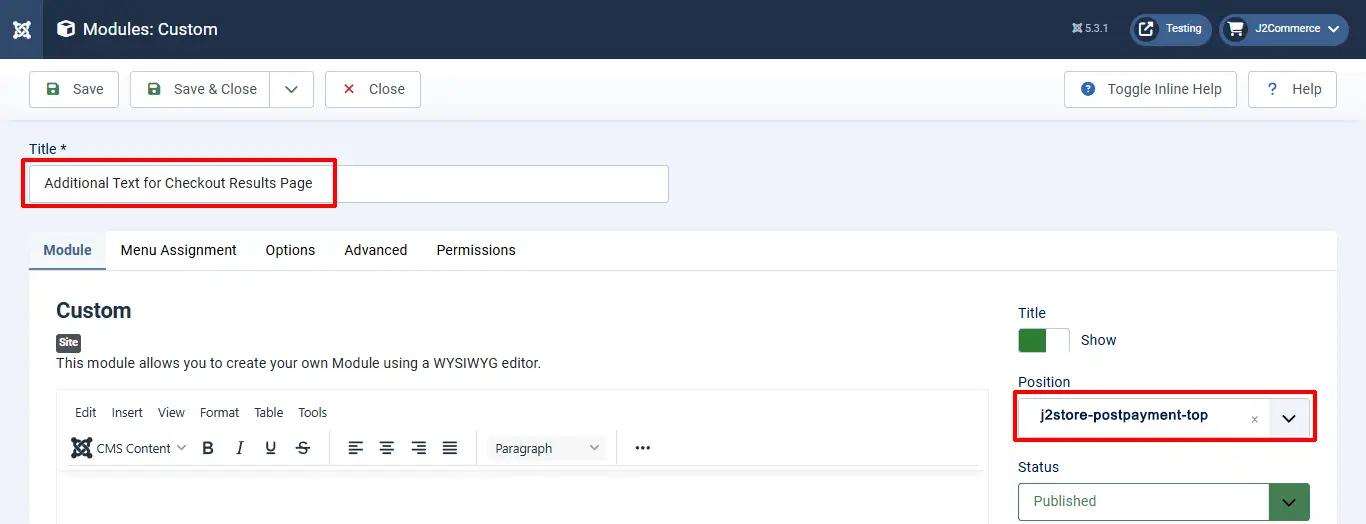 Modules: Custom
5.3.1
Testing
J2Commerce
Save
Save & Close
Close
Toggle Inline Help
? Help
Title *
Additional Text for Checkout Results Page
Module
Menu Assignment
Options
Advanced
Permissions
Custom
Site
This module allows you to create your own Module using a WYSIWYG editor.
Edit
Insert
View
Format
Table
Tools
CMS Content
B
I
U
S
Paragraph
Title
Show
Position
j2store-postpayment-top
Status
Published